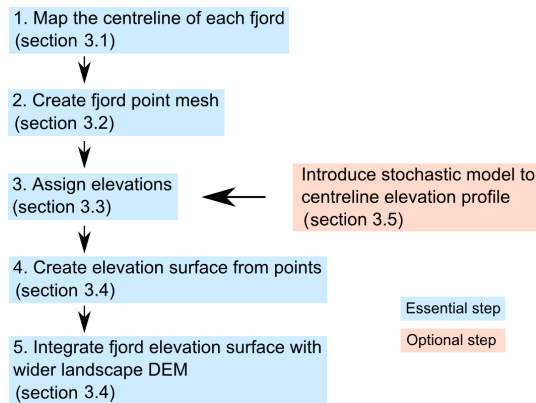 1. Map the centreline of each fjord
(section 3.1)
2. Create fjord point mesh
(section 3.2)
3. Assign elevations
(section 3.3)
Introduce stochastic model to
centreline elevation profile
(section 3.5)
4. Create elevation surface from points
(section 3.4)
5. Integrate fjord elevation surface with
wider landscape DEM
(section 3.4)
Essential step
Optional step